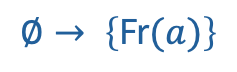 ∅ → {Fr(a)}